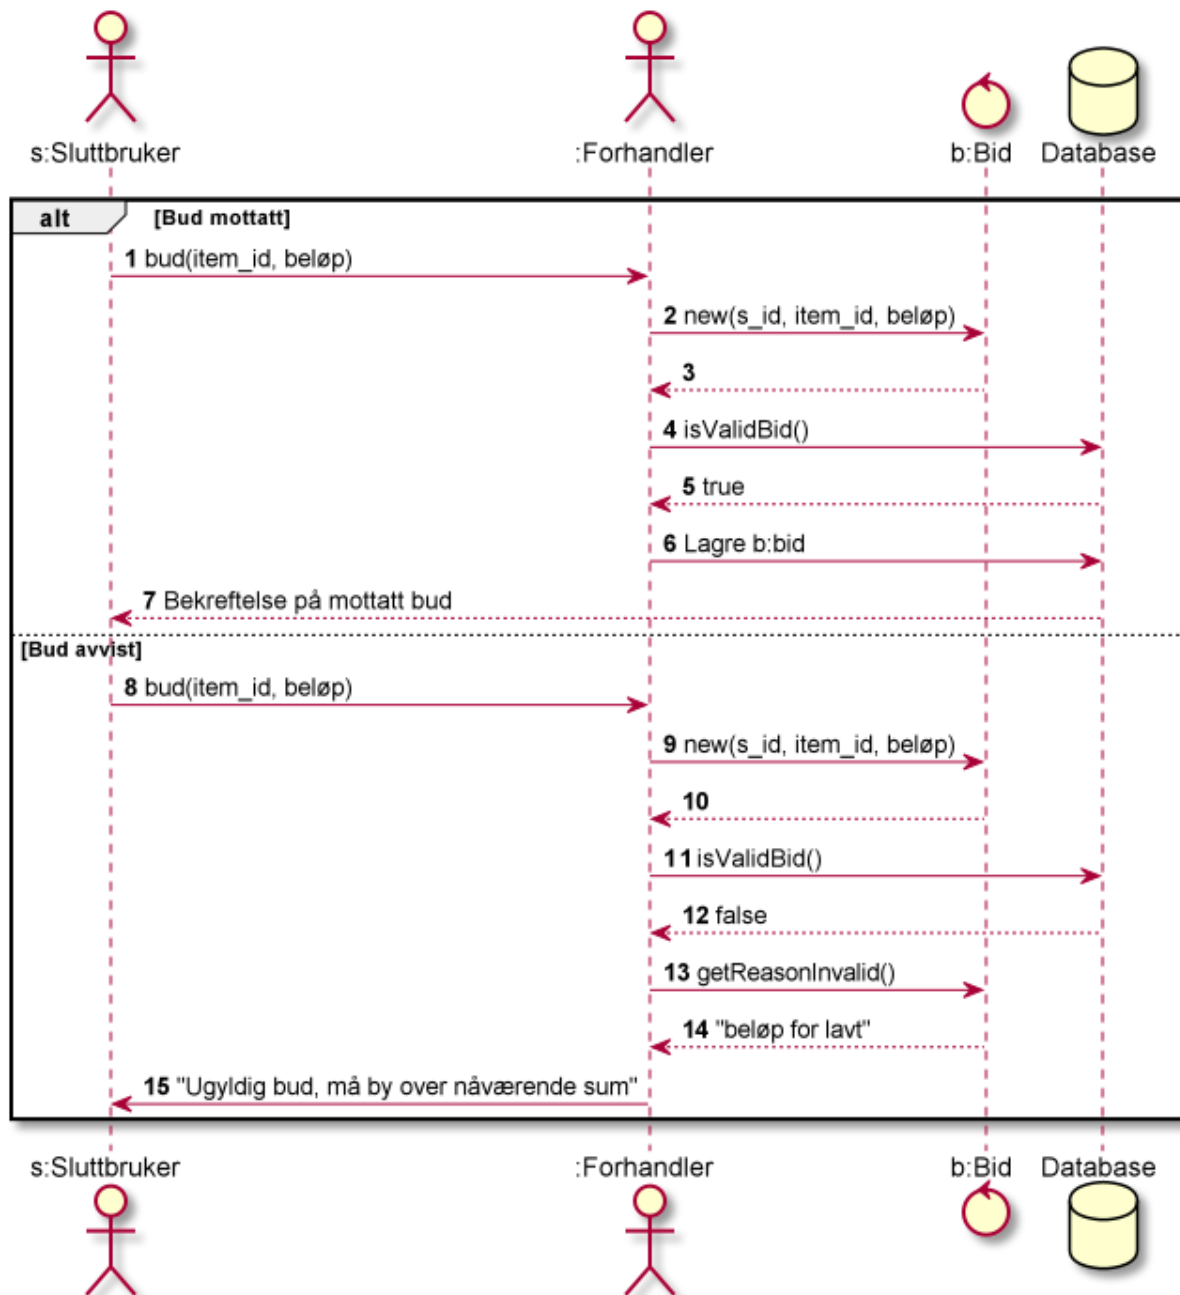 s:Sluttbruker :Forhandler b:Bid Database
alt [Bud mottatt]
1 bud(item_id, beløp)
2 new(s_id, item_id, beløp)
3
4 isValidBid()
5 true
6 Lagre b:bid
7 Bekreftelse på mottatt bud
[Bud avvist]
8 bud(item_id, beløp)
9 new(s_id, item_id, beløp)
10
11 isValidBid()
12 false
13 getReasonInvalid()
14 "beløp for lavt"
15 "Ugyldig bud, må by over nåværende sum"
s:Sluttbruker :Forhandler b:Bid Database